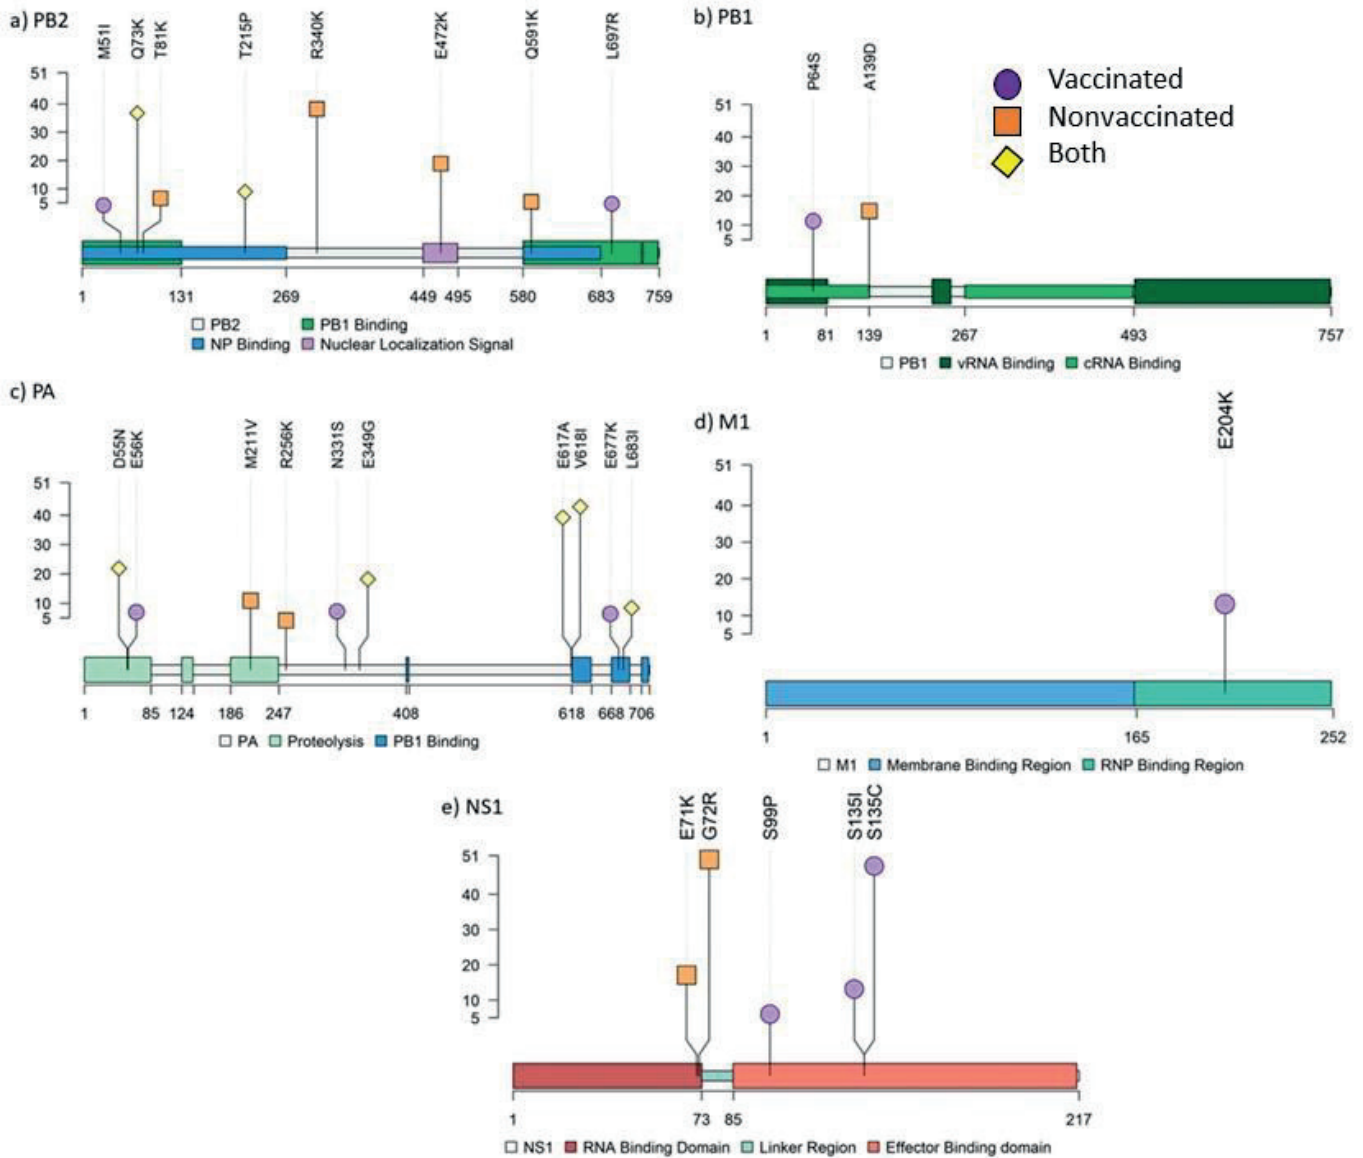 a) PB2
M51I
Q73K
T81K
T215P
R340K
E472K
Q591K
L697R
51
40
30
20
10
5
1 131 269 449 495 580 683 759
PB2 PB1 Binding
NP Binding Nuclear Localization Signal
b) PB1
P64S
A139D
Vaccinated
Nonvaccinated
Both
51
40
30
20
10
5
1 81 139 267 493 757
PB1 vRNA Binding cRNA Binding
c) PA
D55N
E56K
M211V
R256K
N331S
E349G
E617A
V618I
E677K
L683I
51
40
30
20
10
5
1 85 124 186 247 408 618 668 706
PA Proteolysis PB1 Binding
d) M1
E204K
51
40
30
20
10
5
1 165 252
M1 Membrane Binding Region RNP Binding Region
e) NS1
E71K
G72R
S99P
S135I
S135C
51
40
30
20
10
5
1 73 85 217
NS1 RNA Binding Domain Linker Region Effector Binding domain